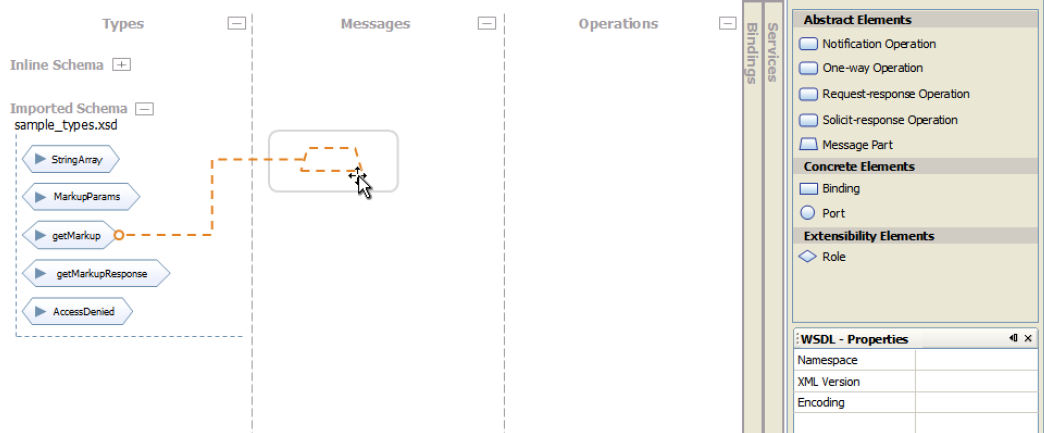 Types
Messages
Operations
Inline Schema
Imported Schema
sample_types.xsd
StringArray
MarkupParams
getMarkup
getMarkupResponse
AccessDenied
Bindings
Services
Abstract Elements
Notification Operation
One-way Operation
Request-response Operation
Solicit-response Operation
Message Part
Concrete Elements
Binding
Port
Extensibility Elements
Role
WSDL - Properties
Namespace
XML Version
Encoding